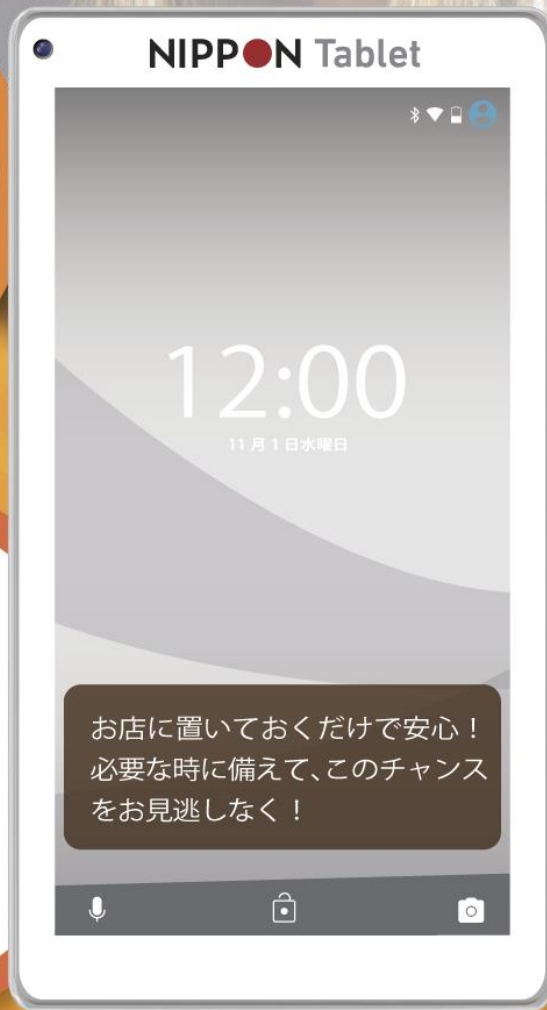 NIPPON Tablet
12:00
11月1日水曜日
お店に置いておくだけで安心！
必要な時に備えて、このチャンス
をお見逃しなく！